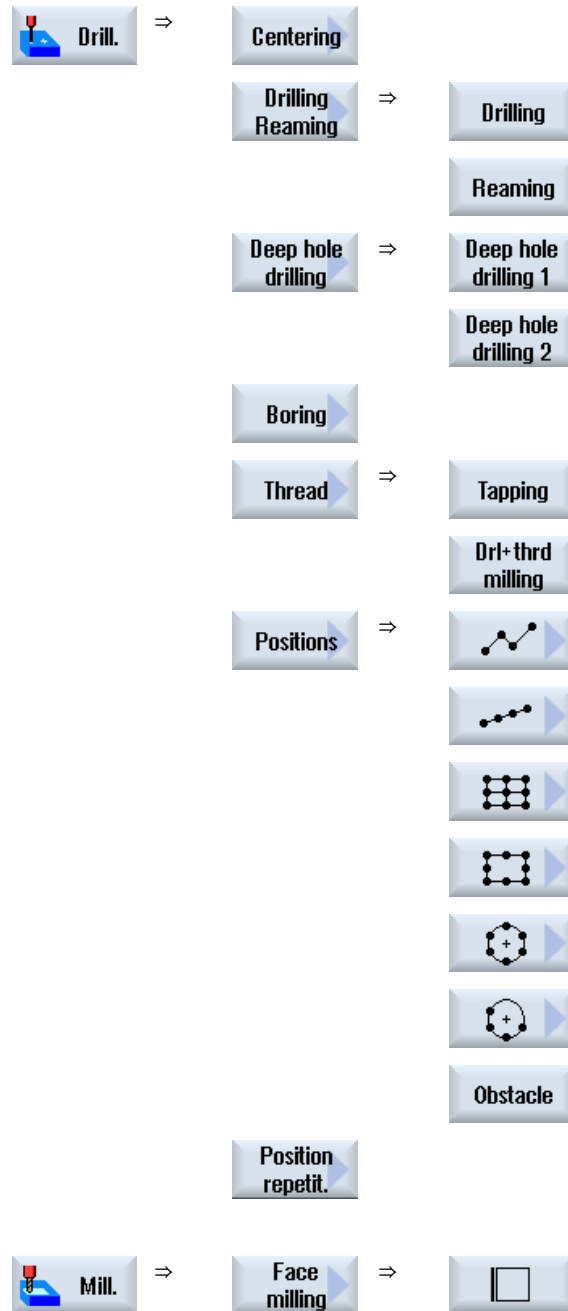 Drill. ⇒ Centering
Drilling
Reaming
⇒ Drilling
Reaming
Deep hole
drilling
⇒ Deep hole
drilling 1
Deep hole
drilling 2
Boring
Thread ⇒ Tapping
Drl+thrd
milling
Positions ⇒
Obstacle
Position
repetit.
Mill. ⇒ Face
milling
⇒